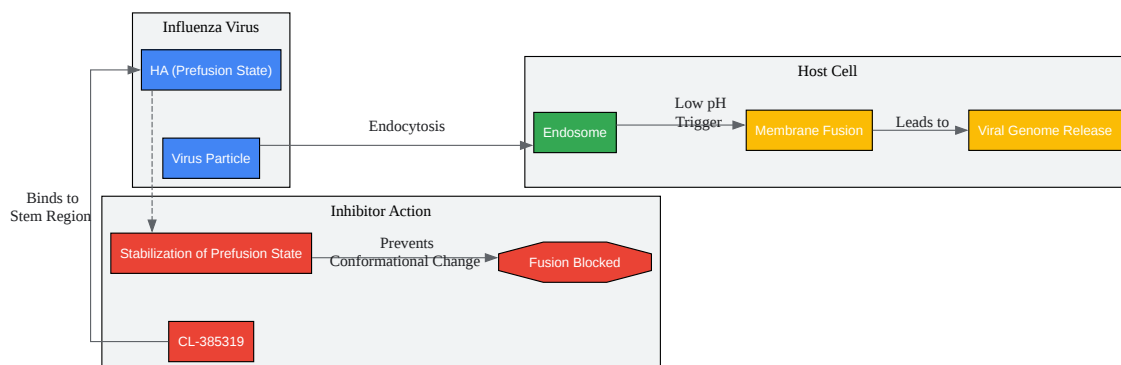 Influenza Virus
HA (Prefusion State)
Virus Particle
Endocytosis
Host Cell
Endosome
Low pH
Trigger
Membrane Fusion
Leads to
Viral Genome Release
Binds to
Stem Region
Inhibitor Action
Stabilization of Prefusion State
Prevents
Conformational Change
Fusion Blocked
CL-385319